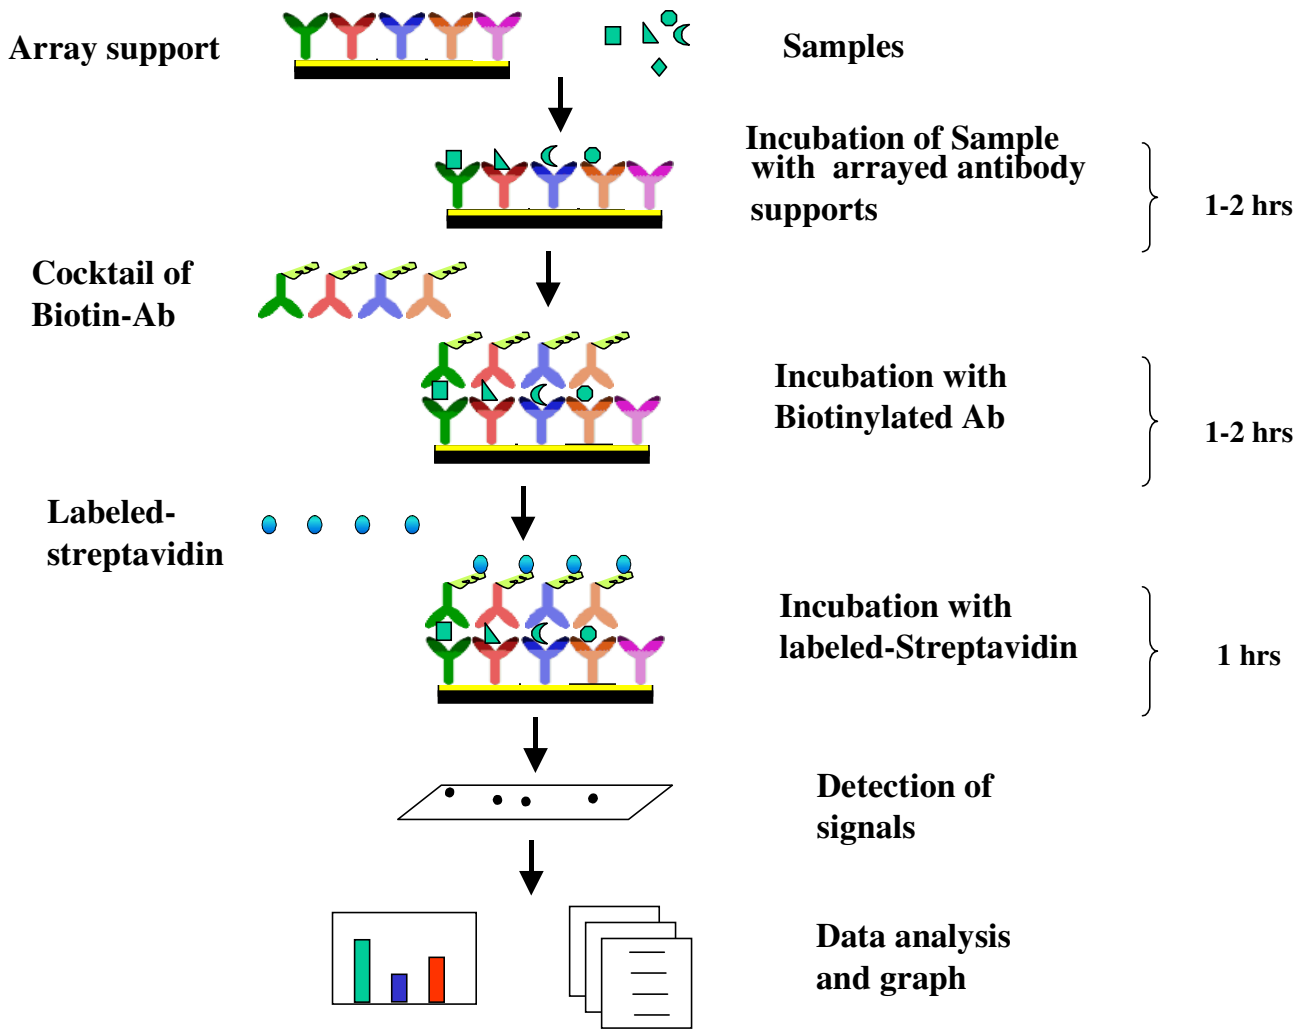 Array support
Samples
Incubation of Sample
with  arrayed antibody
supports
1-2 hrs
Cocktail of
Biotin-Ab
Incubation with
Biotinylated Ab
1-2 hrs
Labeled-
streptavidin
Incubation with
labeled-Streptavidin
1 hrs
Detection of
signals
Data analysis
and graph